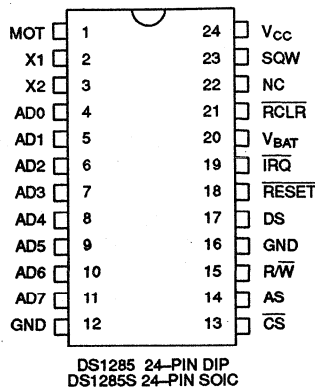 MOT 1 24 VCC
X1 2 23 SQW
X2 3 22 NC
AD0 4 21 RCLR
AD1 5 20 VBAT
AD2 6 19 IRQ
AD3 7 18 RESET
AD4 8 17 DS
AD5 9 16 GND
AD6 10 15 R/W
AD7 11 14 AS
GND 12 13 CS
DS1285 24–PIN DIP
DS1285S 24–PIN SOIC